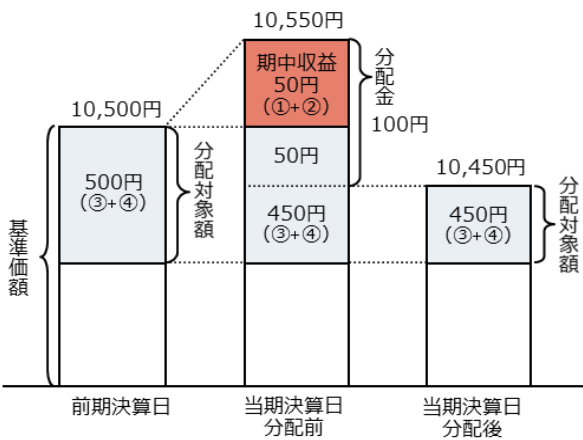 10,550円
期中収益
50円
(①+②)
分配金
100円
10,500円
500円
(③+④)
分配対象額
50円
450円
(③+④)
10,450円
450円
(③+④)
分配対象額
基準価額
前期決算日
当期決算日
分配前
当期決算日
分配後